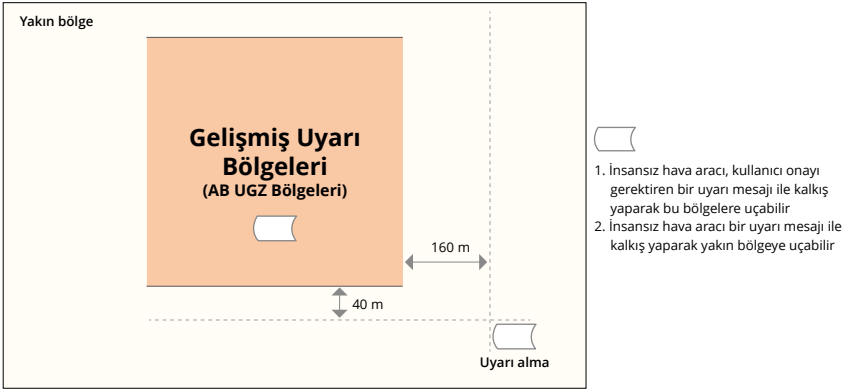 Yakın bölge
Gelişmiş Uyarı
Bölgeleri
(AB UGZ Bölgeleri)
160 m
40 m
Uyarı alma
1. İnsansız hava aracı, kullanıcı onayı
gerektiren bir uyarı mesajı ile kalkış
yaparak bu bölgelere uçabilir
2. İnsansız hava aracı bir uyarı mesajı ile
kalkış yaparak yakın bölgeye uçabilir